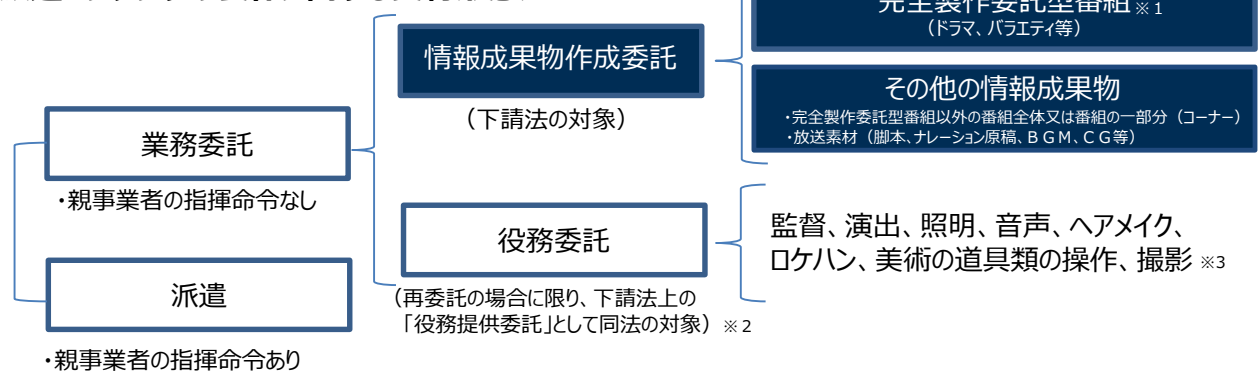 完全製作委託型番組※1
(ドラマ、バラエティ等)
情報成果物作成委託
(下請法の対象)
その他の情報成果物
・完全製作委託型番組以外の番組全体又は番組の一部分(コーナー)
・放送素材(脚本、ナレーション原稿、BGM、CG等)
業務委託
・親事業者の指揮命令なし
役務委託
(再委託の場合に限り、下請法上の
「役務提供委託」として同法の対象)※2
監督、演出、照明、音声、ヘアメイク、
ロケハン、美術の道具類の操作、撮影 ※3
派遣
・親事業者の指揮命令あり